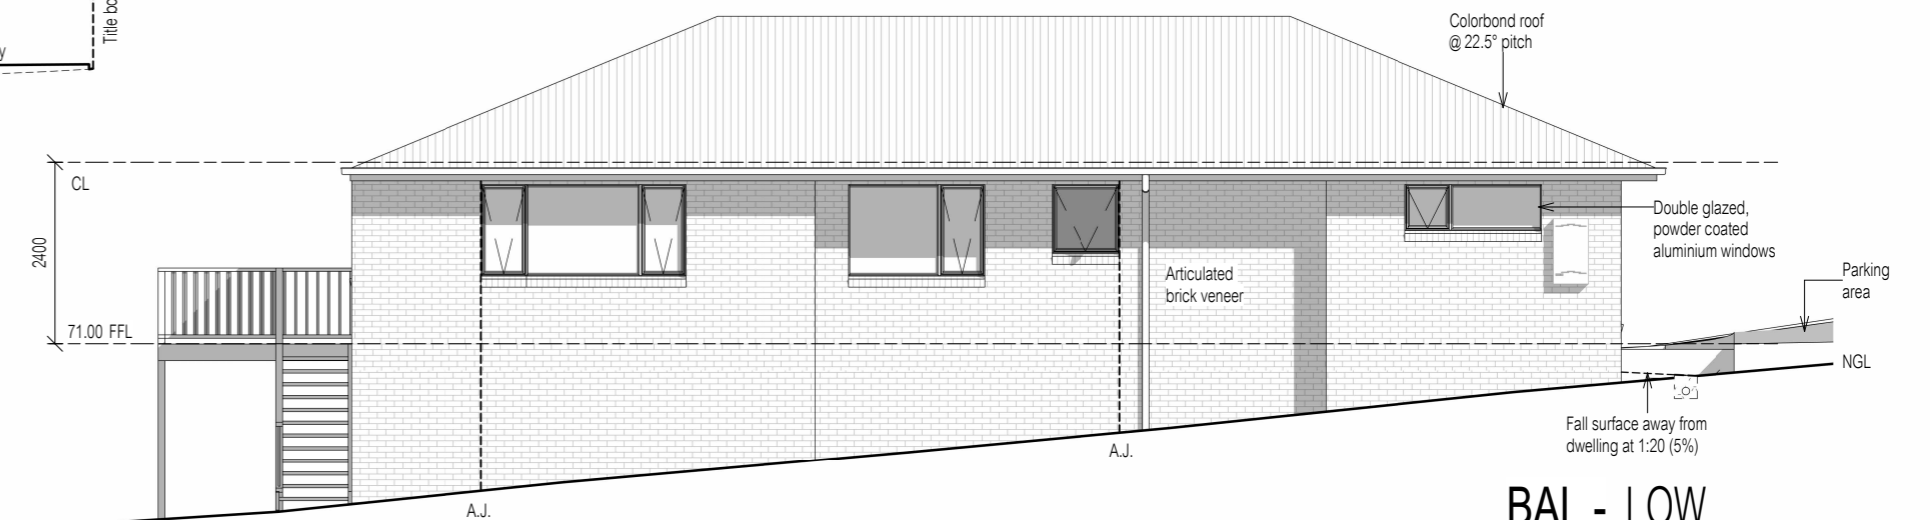 Title bo
y
Colorbond roof
@ 22.5° pitch
CL
2400
Double glazed,
powder coated
aluminium windows
Articulated
brick veneer
Parking
area
71.00 FFL
NGL
Fall surface away from
dwelling at 1:20 (5%)
A.J.
A.J.
BAL - LOW